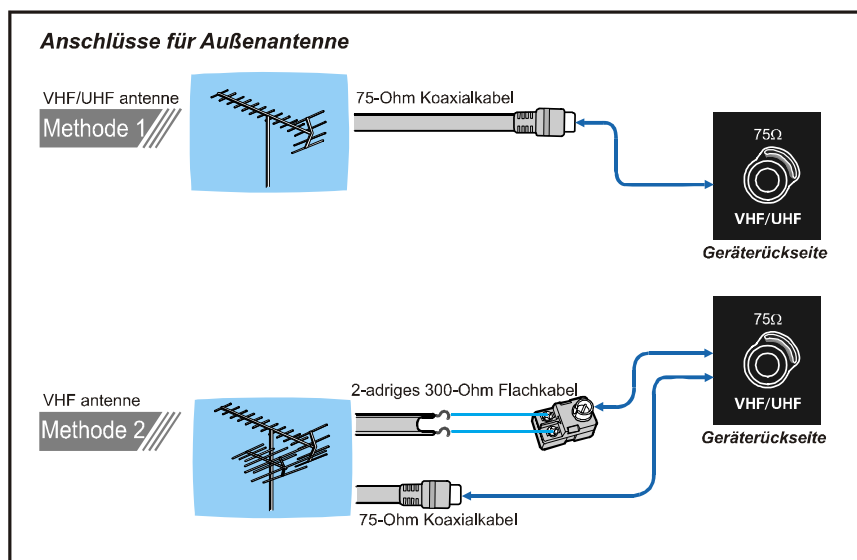 Anschlüsse für Außenantenne
VHF/UHF antenne
Methode 1
75-Ohm Koaxialkabel
75Ω
VHF/UHF
Geräterückseite
VHF antenne
Methode 2
2-adriges 300-Ohm Flachkabel
75-Ohm Koaxialkabel
75Ω
VHF/UHF
Geräterückseite